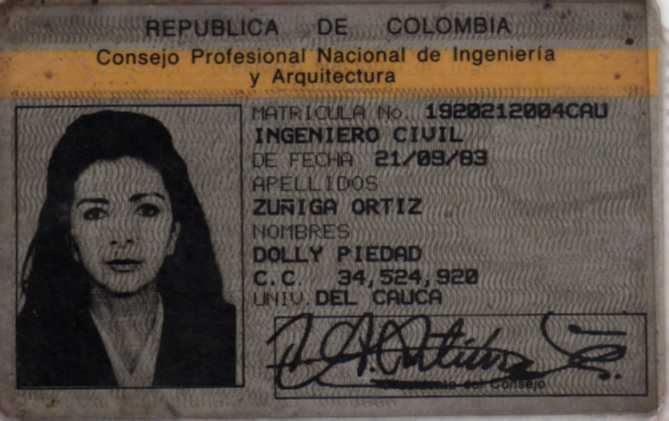 REPUBLICA DE COLOMBIA
Consejo Profesional Nacional de Ingeniería
y Arquitectura
MATRICULA No. 1920212004CAU
INGENIERO CIVIL
DE FECHA 21/09/83
APELLIDOS
ZUÑIGA ORTIZ
NOMBRES
DOLLY PIEDAD
C.C. 34,524,920
UNIV. DEL CAUCA
del Consejo